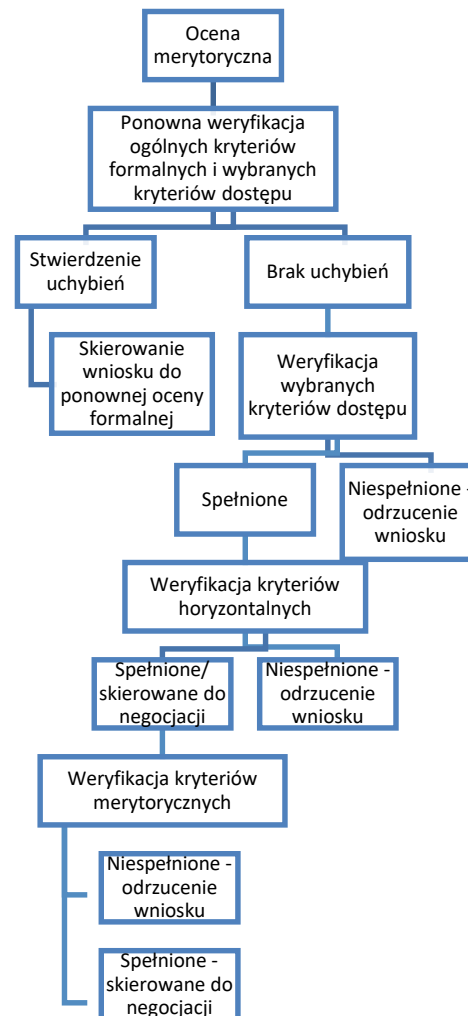 Ocena
merytoryczna
Ponowna weryfikacja
ogólnych kryteriów
formalnych i wybranych
kryteriów dostępu
Stwierdzenie
uchybień
Brak uchybień
Skierowanie
wniosku do
ponownej oceny
formalnej
Weryfikacja
wybranych
kryteriów dostępu
Spełnione
Niespełnione -
odrzucenie
wniosku
Weryfikacja kryteriów
horyzontalnych
Spełnione/
skierowane do
negocjacji
Niespełnione -
odrzucenie
wniosku
Weryfikacja kryteriów
merytorycznych
Niespełnione -
odrzucenie
wniosku
Spełnione -
skierowane do
negocjacji